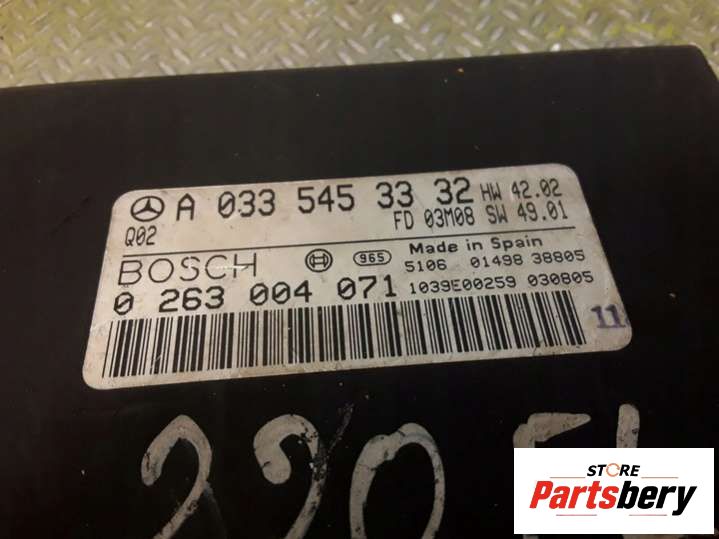 A 033 545 33 32 HW 42.02
Q02 FD 03M08 SW 49.01
BOSCH 965 Made in Spain
5106 01498 38805
0 263 004 071 1039E00259 030805
11
220
STORE
Partsbery